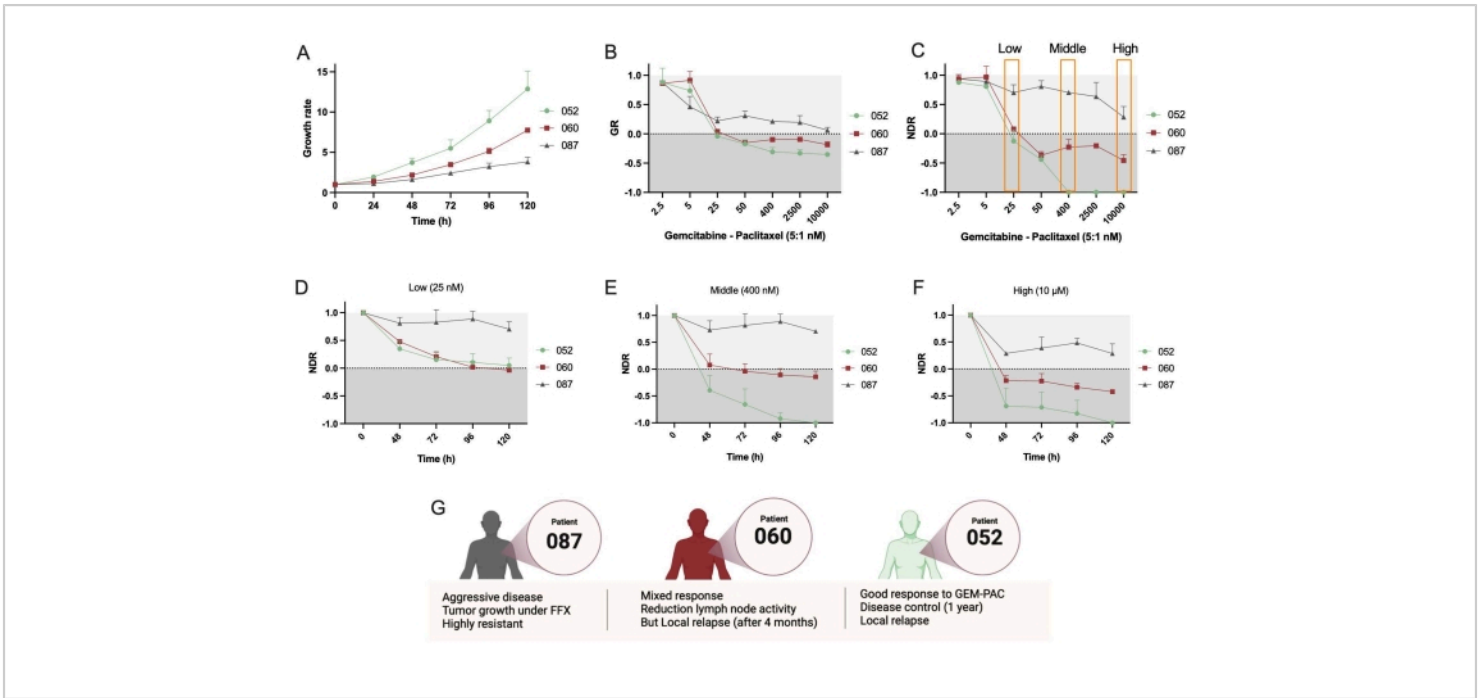 A
Growth rate
15
10
5
0
0 24 48 72 96 120
Time (h)
052
060
087
B
GR
1.0
0.5
0.0
-0.5
-1.0
2.5 5 25 50 400 2500 10000
Gemcitabine - Paclitaxel (5:1 nM)
052
060
087
C
Low Middle High
NDR
1.0
0.5
0.0
-0.5
-1.0
2.5 5 25 50 400 2500 10000
Gemcitabine - Paclitaxel (5:1 nM)
052
060
087
D
Low (25 nM)
NDR
1.0
0.5
0.0
-0.5
-1.0
0 48 72 96 120
Time (h)
052
060
087
E
Middle (400 nM)
NDR
1.0
0.5
0.0
-0.5
-1.0
0 48 72 96 120
Time (h)
052
060
087
F
High (10 µM)
NDR
1.0
0.5
0.0
-0.5
-1.0
0 48 72 96 120
Time (h)
052
060
087
G
Patient
087
Aggressive disease
Tumor growth under FFX
Highly resistant
Patient
060
Mixed response
Reduction lymph node activity
But Local relapse (after 4 months)
Patient
052
Good response to GEM-PAC
Disease control (1 year)
Local relapse